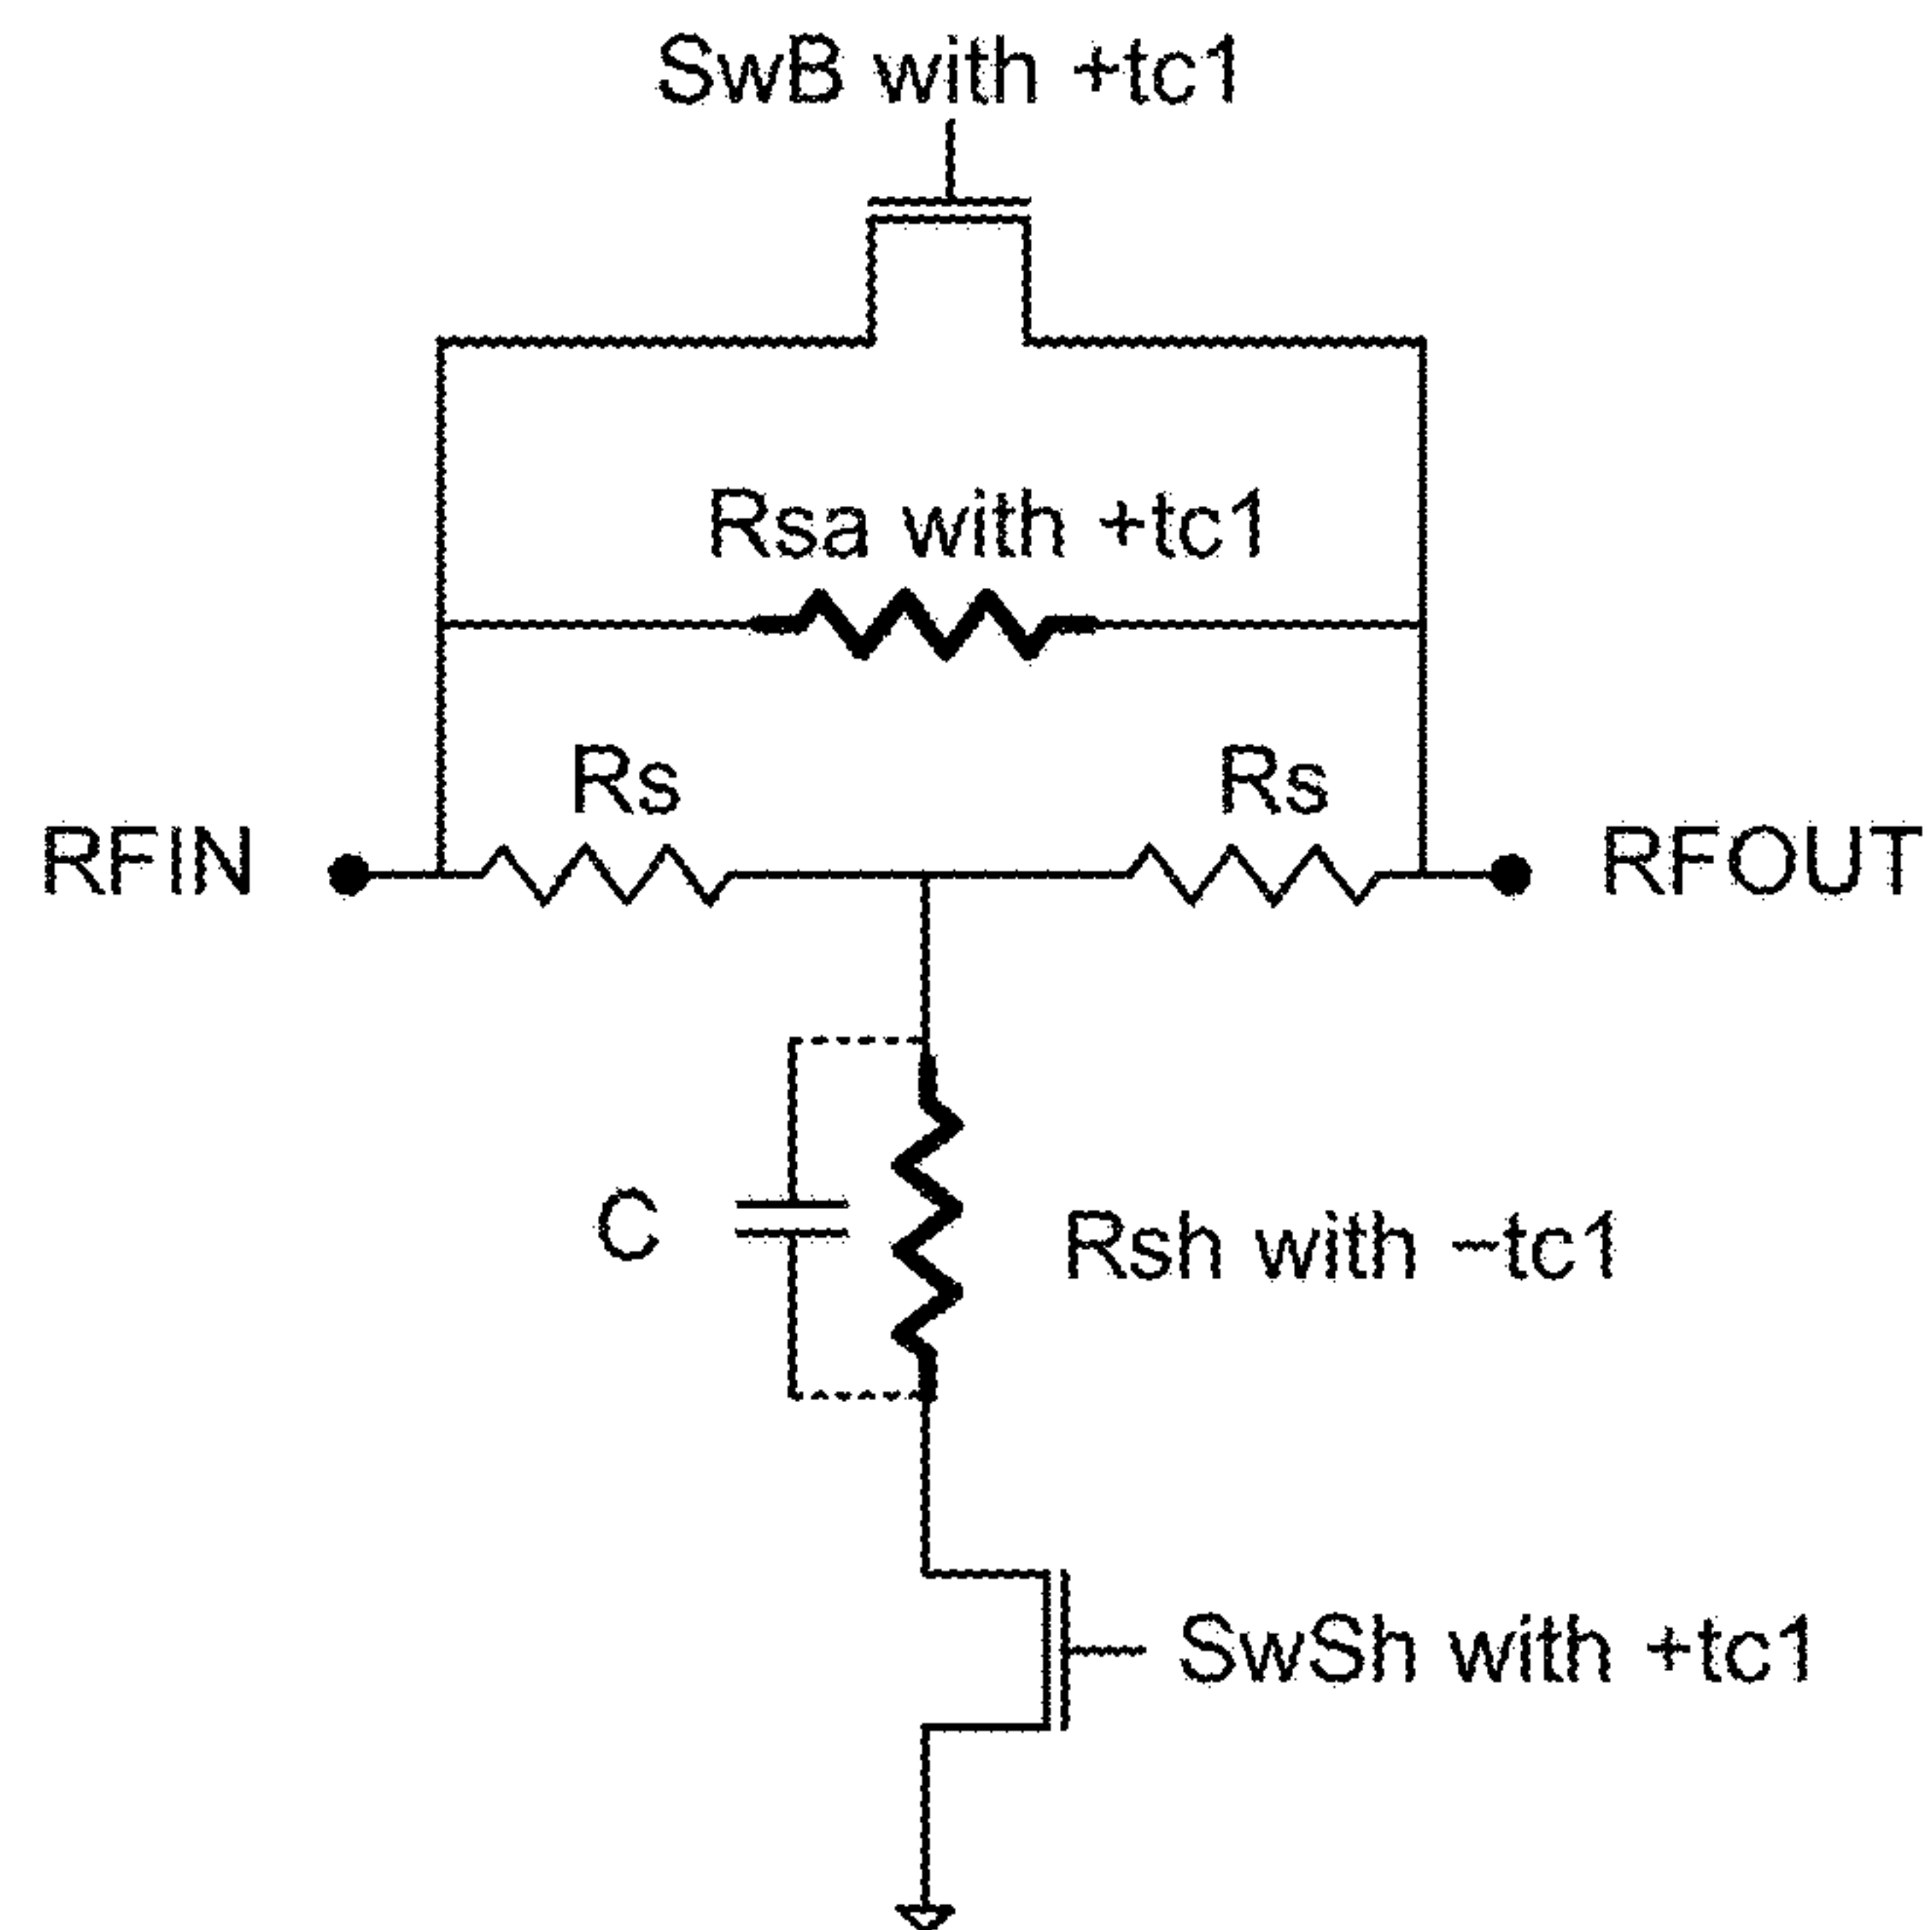 SwB with +tc1
Rsa with +tc1
Rs
Rs
RFIN
RFOUT
C
Rsh with −tc1
SwSh with +tc1